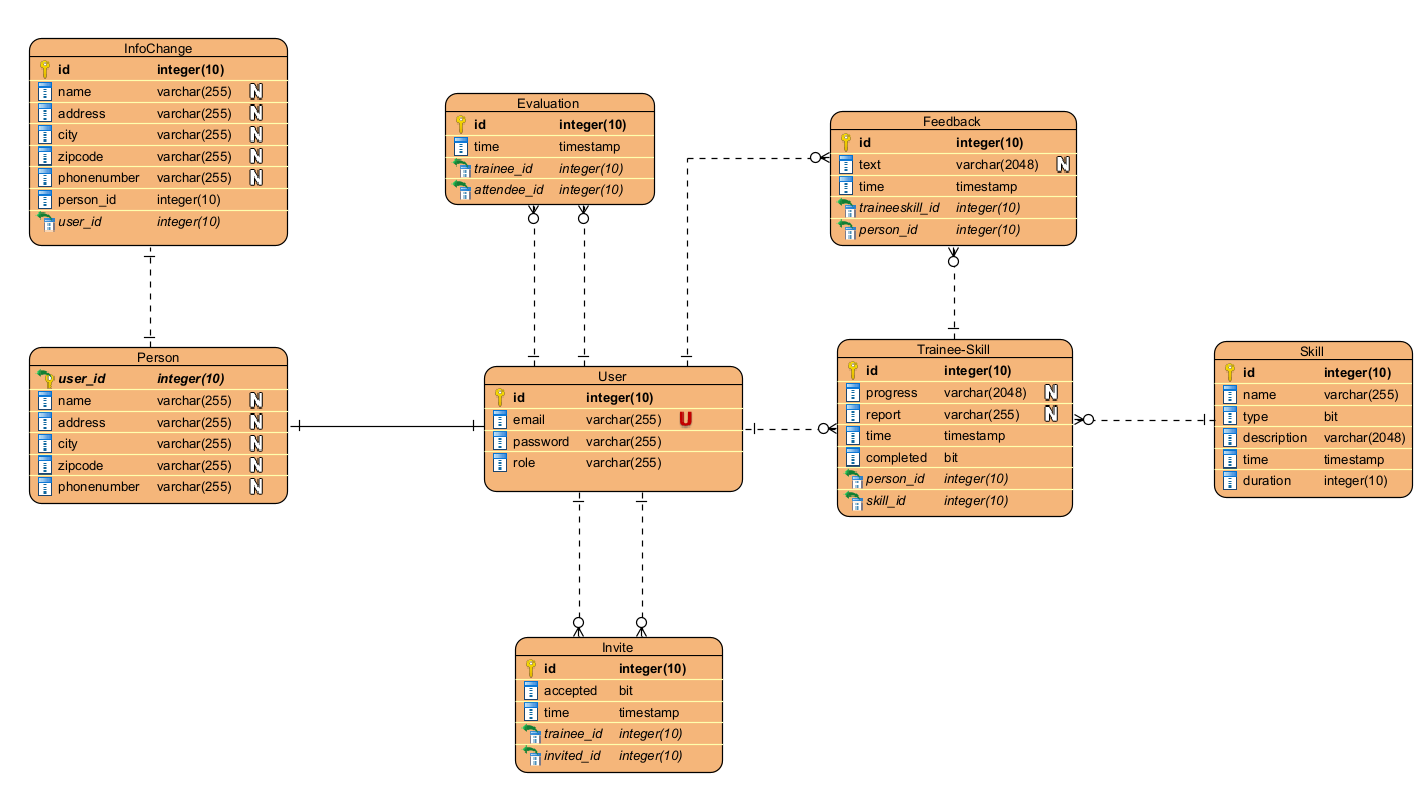 InfoChange
id integer(10)
name varchar(255) N
address varchar(255) N
city varchar(255) N
zipcode varchar(255) N
phonenumber varchar(255) N
person_id integer(10)
user_id integer(10)
Evaluation
id integer(10)
time timestamp
trainee_id integer(10)
attendee_id integer(10)
Feedback
id integer(10)
text varchar(2048) N
time timestamp
traineeskill_id integer(10)
person_id integer(10)
Person
user_id integer(10)
name varchar(255) N
address varchar(255) N
city varchar(255) N
zipcode varchar(255) N
phonenumber varchar(255) N
User
id integer(10)
email varchar(255) U
password varchar(255)
role varchar(255)
Trainee-Skill
id integer(10)
progress varchar(2048) N
report varchar(255) N
time timestamp
completed bit
person_id integer(10)
skill_id integer(10)
Skill
id integer(10)
name varchar(255)
type bit
description varchar(2048)
time timestamp
duration integer(10)
Invite
id integer(10)
accepted bit
time timestamp
trainee_id integer(10)
invited_id integer(10)